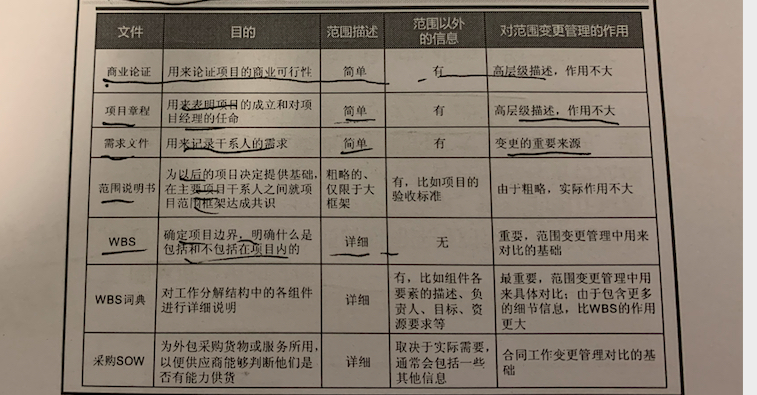 文件
目的
范围描述
范围以外
的信息
对范围变更管理的作用
商业论证
用来论证项目的商业可行性
简单
有
高层级描述，作用不大
项目章程
用来表明项目的成立和对项
目经理的任命
简单
有
高层级描述，作用不大
需求文件
用来记录干系人的需求
简单
有
变更的重要来源
范围说明书
为以后的项目决定提供基础，
在主要项目干系人之间就项
目范围框架达成共识
粗略的、
仅限于大
框架
有，比如项目的
验收标准
由于粗略，实际作用不大
WBS
确定项目边界，明确什么是
包括和不包括在项目内的
详细
无
重要，范围变更管理中用来
对比的基础
WBS词典
对工作分解结构中的各组件
进行详细说明
详细
有，比如组件各
要素的描述、负
责人、目标、资
源要求等
最重要，范围变更管理中用
来具体对比；由于包含更多
的细节信息，比WBS的作用
更大
采购SOW
为外包采购货物或服务所用，
以便供应商能够判断他们是
否有能力供货
详细
取决于实际需要，
通常会包括一些
其他信息
合同工作变更管理对比的基
础